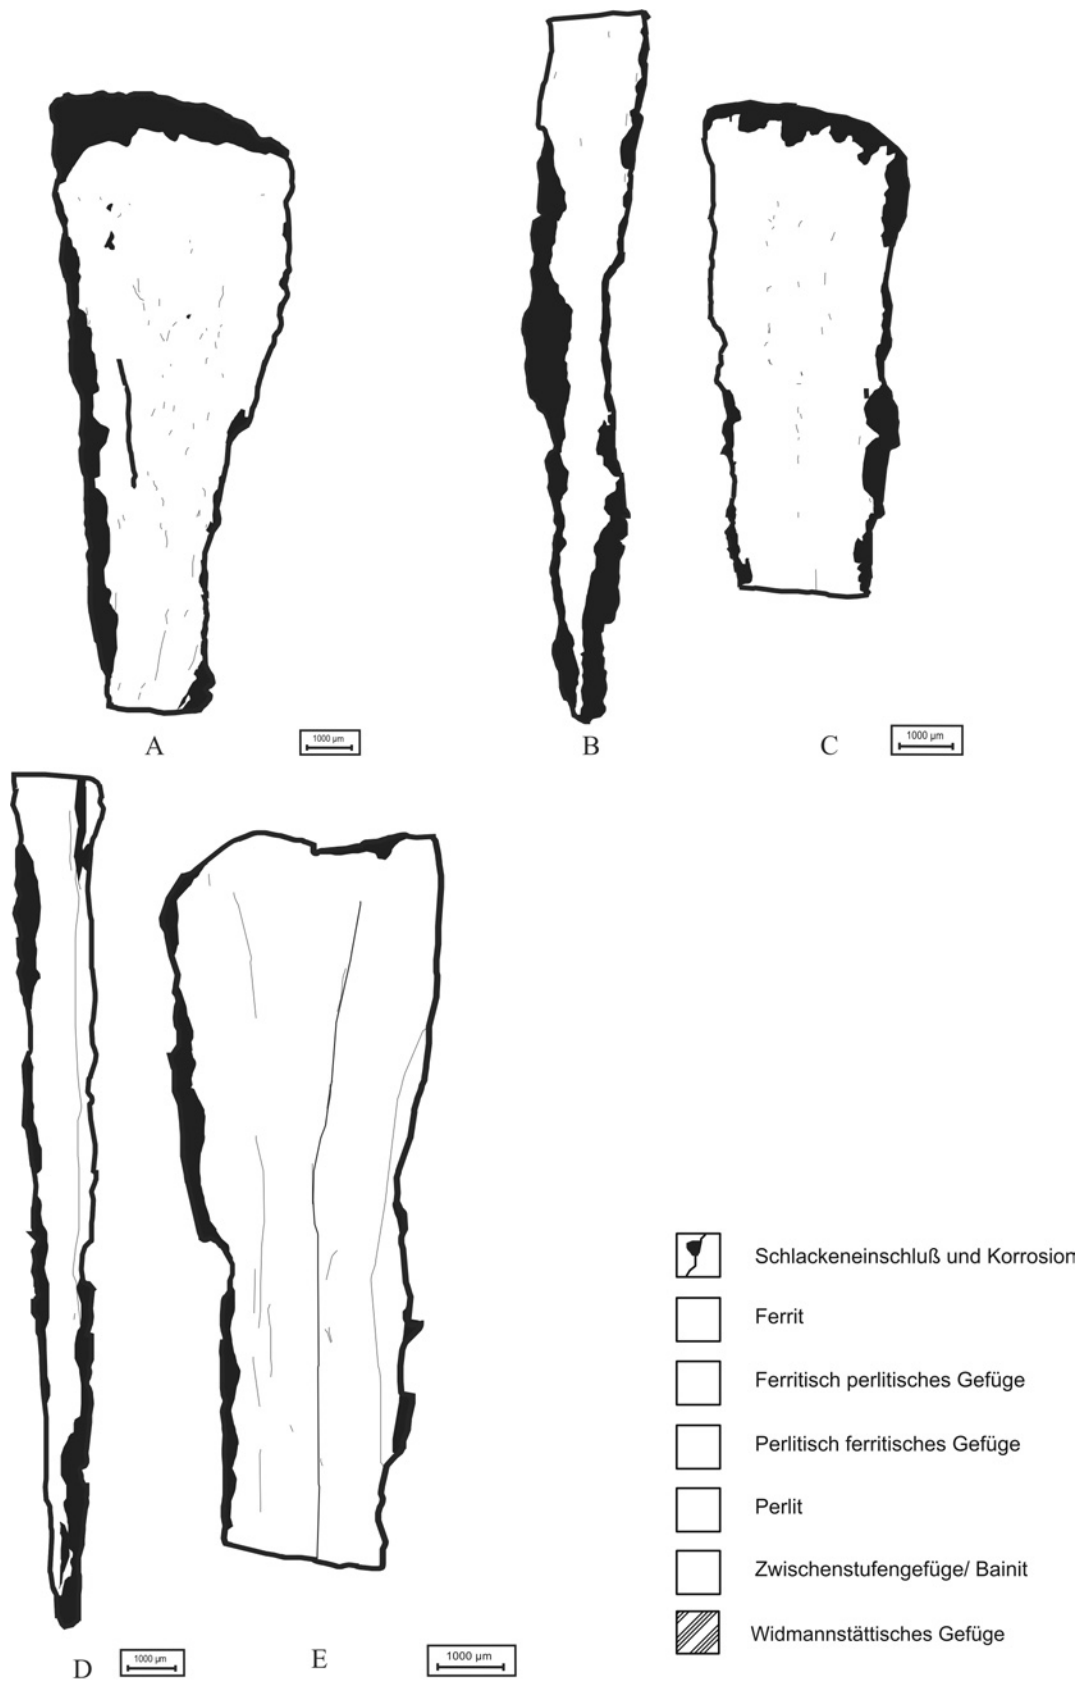 1000 µm
A
B
1000 µm
C
Schlackeneinschluß und Korrosion
Ferrit
Ferritisch perlitisches Gefüge
Perlitisch ferritisches Gefüge
Perlit
Zwischenstufengefüge/ Bainit
Widmannstättisches Gefüge
D
1000 µm
E
1000 µm